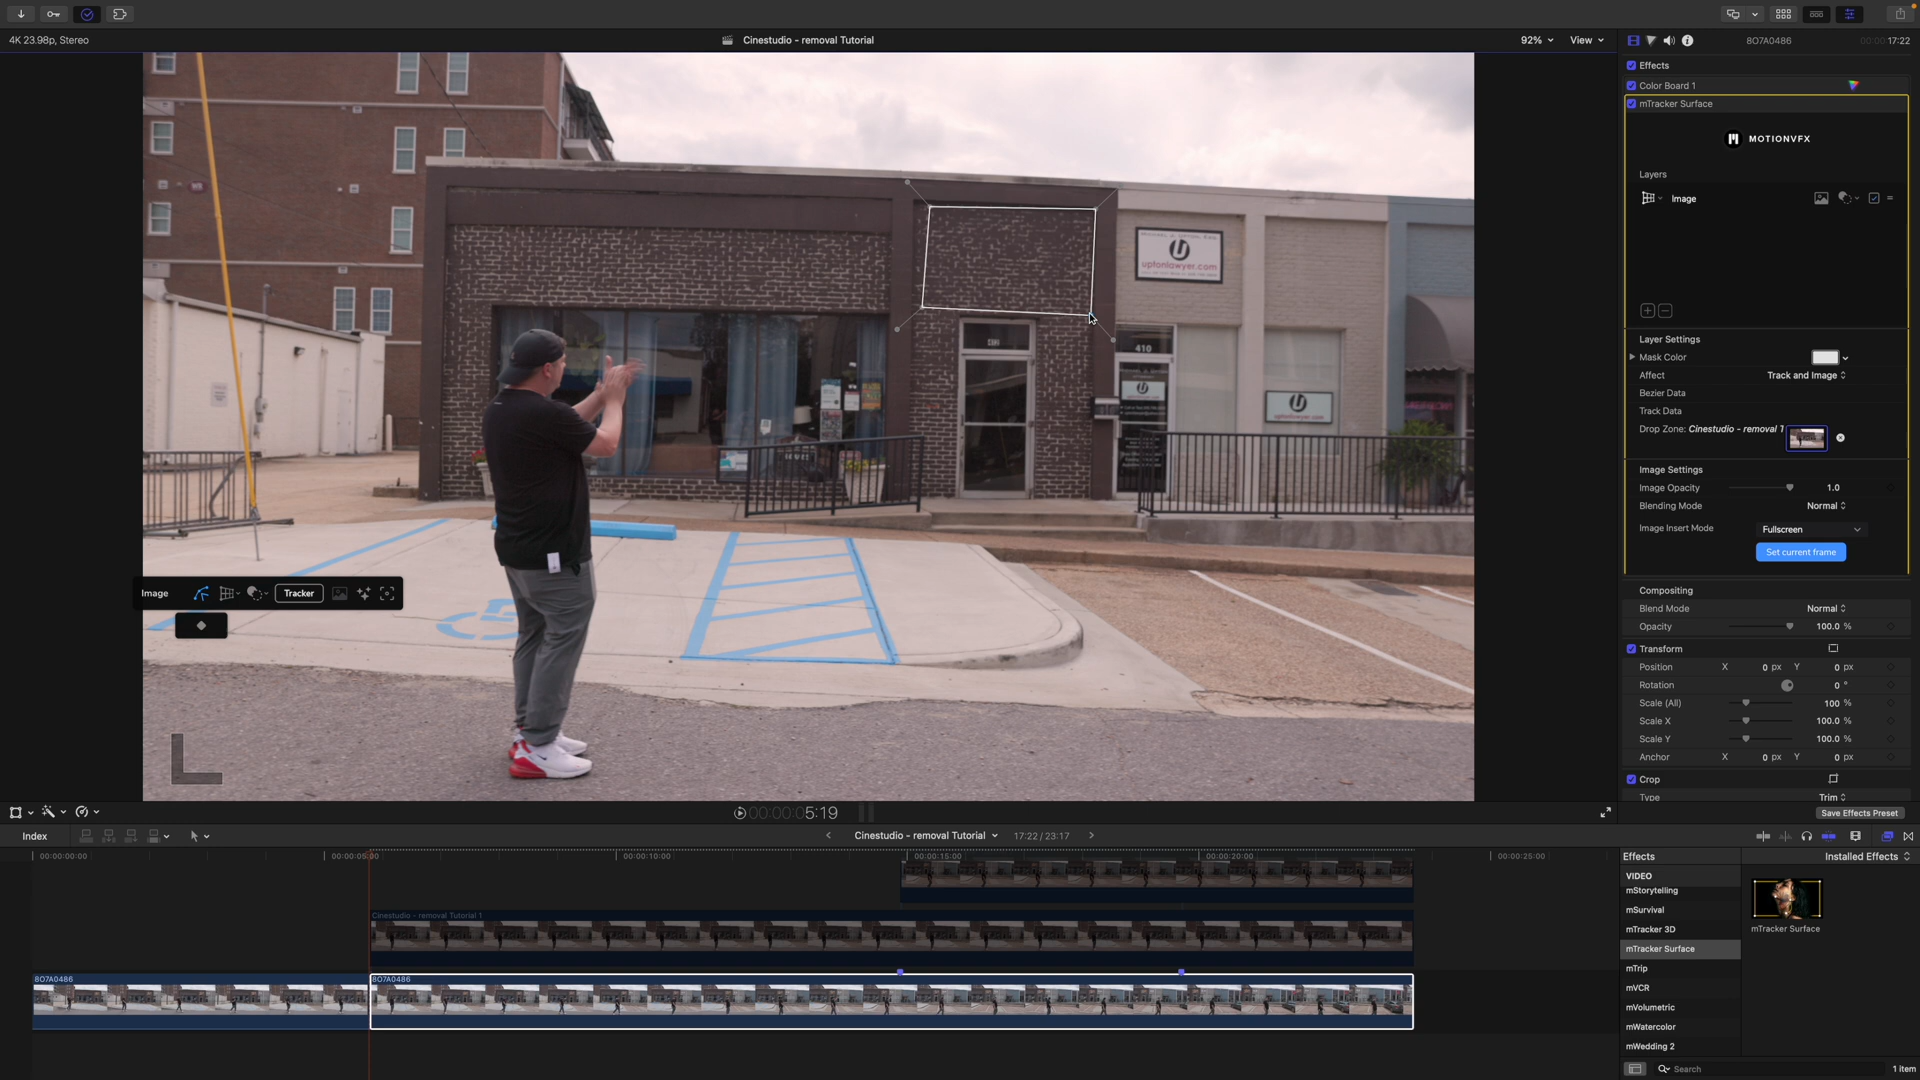 4K 23.98p, Stereo
Cinestudio - removal Tutorial
92%
View
8O7A0486
00:00:17:22
Effects
Color Board 1
mTracker Surface
MOTIONVFX
Layers
Image
Layer Settings
Mask Color
Affect
Track and Image
Bezier Data
Track Data
Drop Zone: Cinestudio - removal T
Image Settings
Image Opacity
1.0
Blending Mode
Normal
Image Insert Mode
Fullscreen
Set current frame
Compositing
Blend Mode
Normal
Opacity
100.0 %
Transform
Position
X
0 px
Y
0 px
Rotation
0 °
Scale (All)
100 %
Scale X
100.0 %
Scale Y
100.0 %
Anchor
X
0 px
Y
0 px
Crop
Type
Trim
Save Effects Preset
uptonlawyer.com
412
410
Image
Tracker
00:00:05:19
Index
Cinestudio - removal Tutorial
17:22 / 23:17
00:00:00:00
00:00:05:00
00:00:10:00
00:00:15:00
00:00:20:00
00:00:25:00
Cinestudio - removal Tutorial 1
8O7A0486
8O7A0486
Effects
Installed Effects
VIDEO
mStorytelling
mSurvival
mTracker 3D
mTracker Surface
mTrip
mVCR
mVolumetric
mWatercolor
mWedding 2
mTracker Surface
Search
1 item